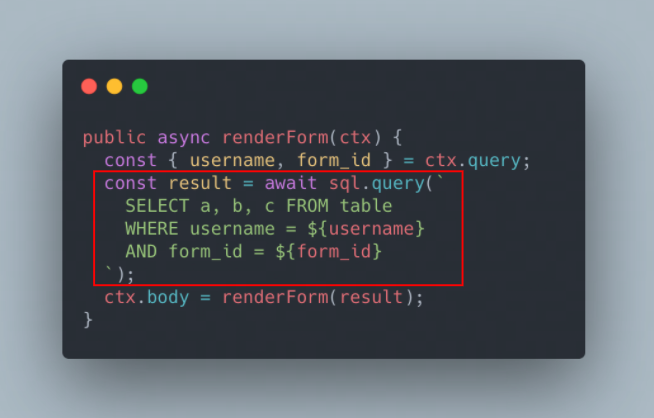 public async renderForm(ctx) {
  const { username, form_id } = ctx.query;
  const result = await sql.query(`
    SELECT a, b, c FROM table
    WHERE username = ${username}
    AND form_id = ${form_id}
  `);
  ctx.body = renderForm(result);
}